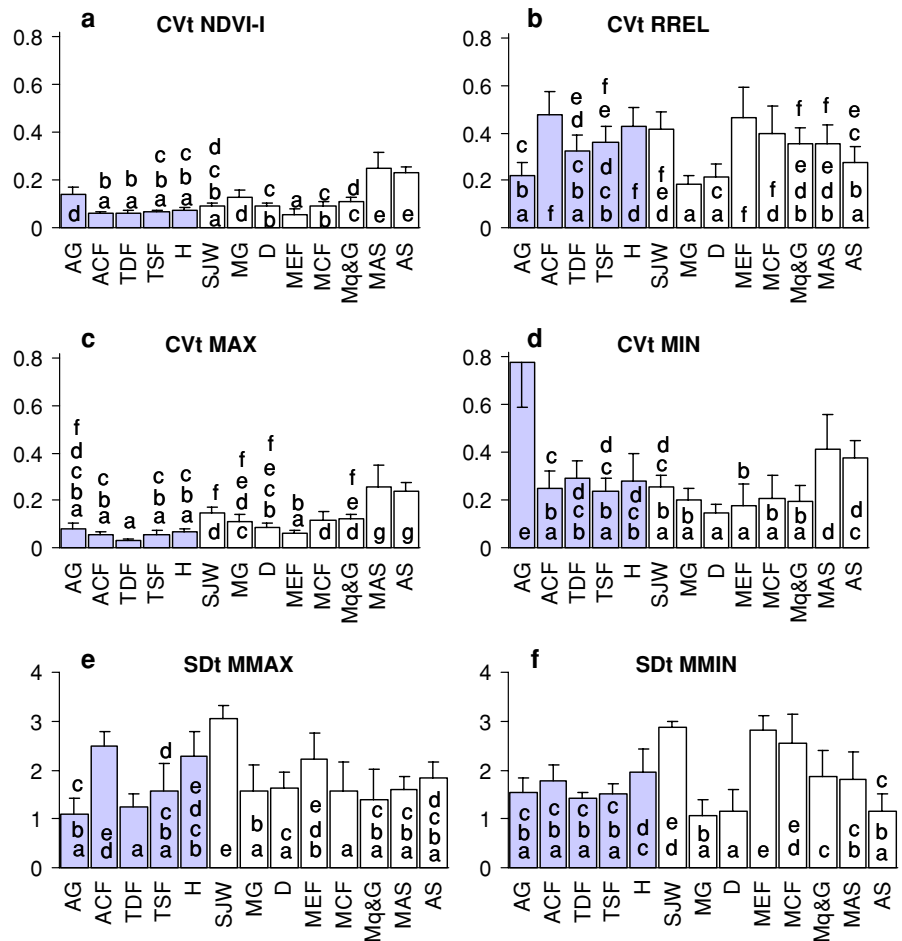 a CVt NDVI-I
0.8
0.6
0.4
0.2
0
d
b a
b a
c b a
c b a
d c b a
d
c b
a
c b
d c
e
e
AG ACF TDF TSF H SJW MG D MEF MCF Mq&G MAS AS
b CVt RREL
0.8
0.6
0.4
0.2
0
c b a
f
e d c b a
f e d c b
f d
f e d
a
c a
f
f d
f e d b
f e d b
e c b a
AG ACF TDF TSF H SJW MG D MEF MCF Mq&G MAS AS
c CVt MAX
0.8
0.6
0.4
0.2
0
f d c b a
c b a
a
c b a
c b a
f d
f e d c
f e c b
b a
d
f e d
g
g
AG ACF TDF TSF H SJW MG D MEF MCF Mq&G MAS AS
d CVt MIN
0.8
0.6
0.4
0.2
0
e
c b a
d c b
d c b a
d c b
d c b a
b a
a
b a
b a
b a
d
d c
AG ACF TDF TSF H SJW MG D MEF MCF Mq&G MAS AS
e SDt MMAX
4
3
2
1
0
c b a
e d
a
d c b a
e d c b
e
b a
c a
e d b
a
c b a
c b a
d c b a
AG ACF TDF TSF H SJW MG D MEF MCF Mq&G MAS AS
f SDt MMIN
4
3
2
1
0
c b a
c b a
c b a
c b a
d c
e d
b a
a
e
e d
c
c b
c b a
AG ACF TDF TSF H SJW MG D MEF MCF Mq&G MAS AS